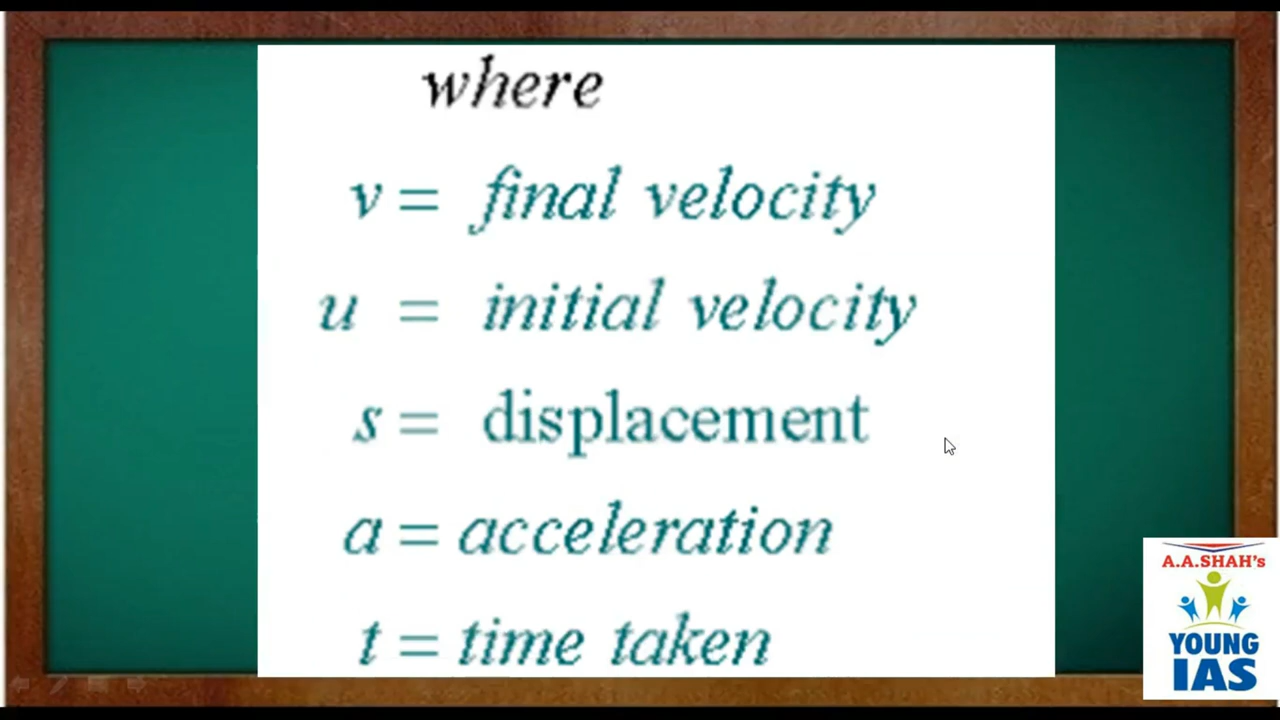 where
v = final velocity
u = initial velocity
s = displacement
a = acceleration
t = time taken
A.A.SHAH's
YOUNG
IAS